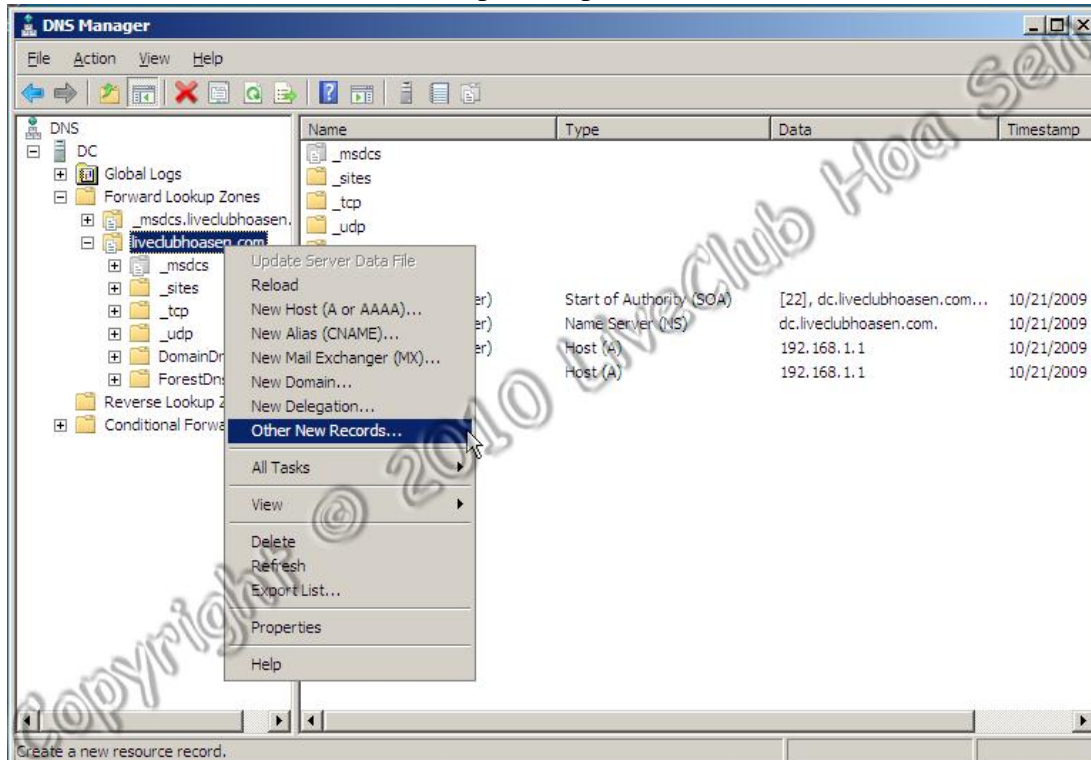 DNS Manager
File Action View Help
DNS
DC
Global Logs
Forward Lookup Zones
_msdcs.liveclubhoasen.
liveclubhoasen.com
_msdcs
_sites
_tcp
_udp
DomainDn
ForestDns
Reverse Lookup Z
Conditional Forwa
Name Type Data Timestamp
_msdcs
_sites
_tcp
_udp
er) Start of Authority (SOA) [22], dc.liveclubhoasen.com... 10/21/2009
er) Name Server (NS) dc.liveclubhoasen.com. 10/21/2009
er) Host (A) 192.168.1.1 10/21/2009
Host (A) 192.168.1.1 10/21/2009
Update Server Data File
Reload
New Host (A or AAAA)...
New Alias (CNAME)...
New Mail Exchanger (MX)...
New Domain...
New Delegation...
Other New Records...
All Tasks
View
Delete
Refresh
Export List...
Properties
Help
Create a new resource record.
Copyright © 2010 LiveClub Hoa Sen